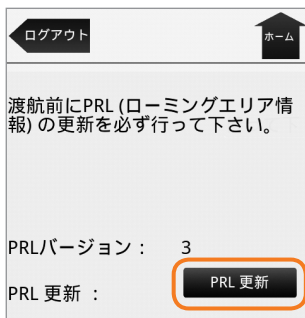 ログアウト
ホーム
渡航前にPRL (ローミングエリア情
報) の更新を必ず行って下さい。
PRLバージョン： 3
PRL 更新 ： PRL 更新